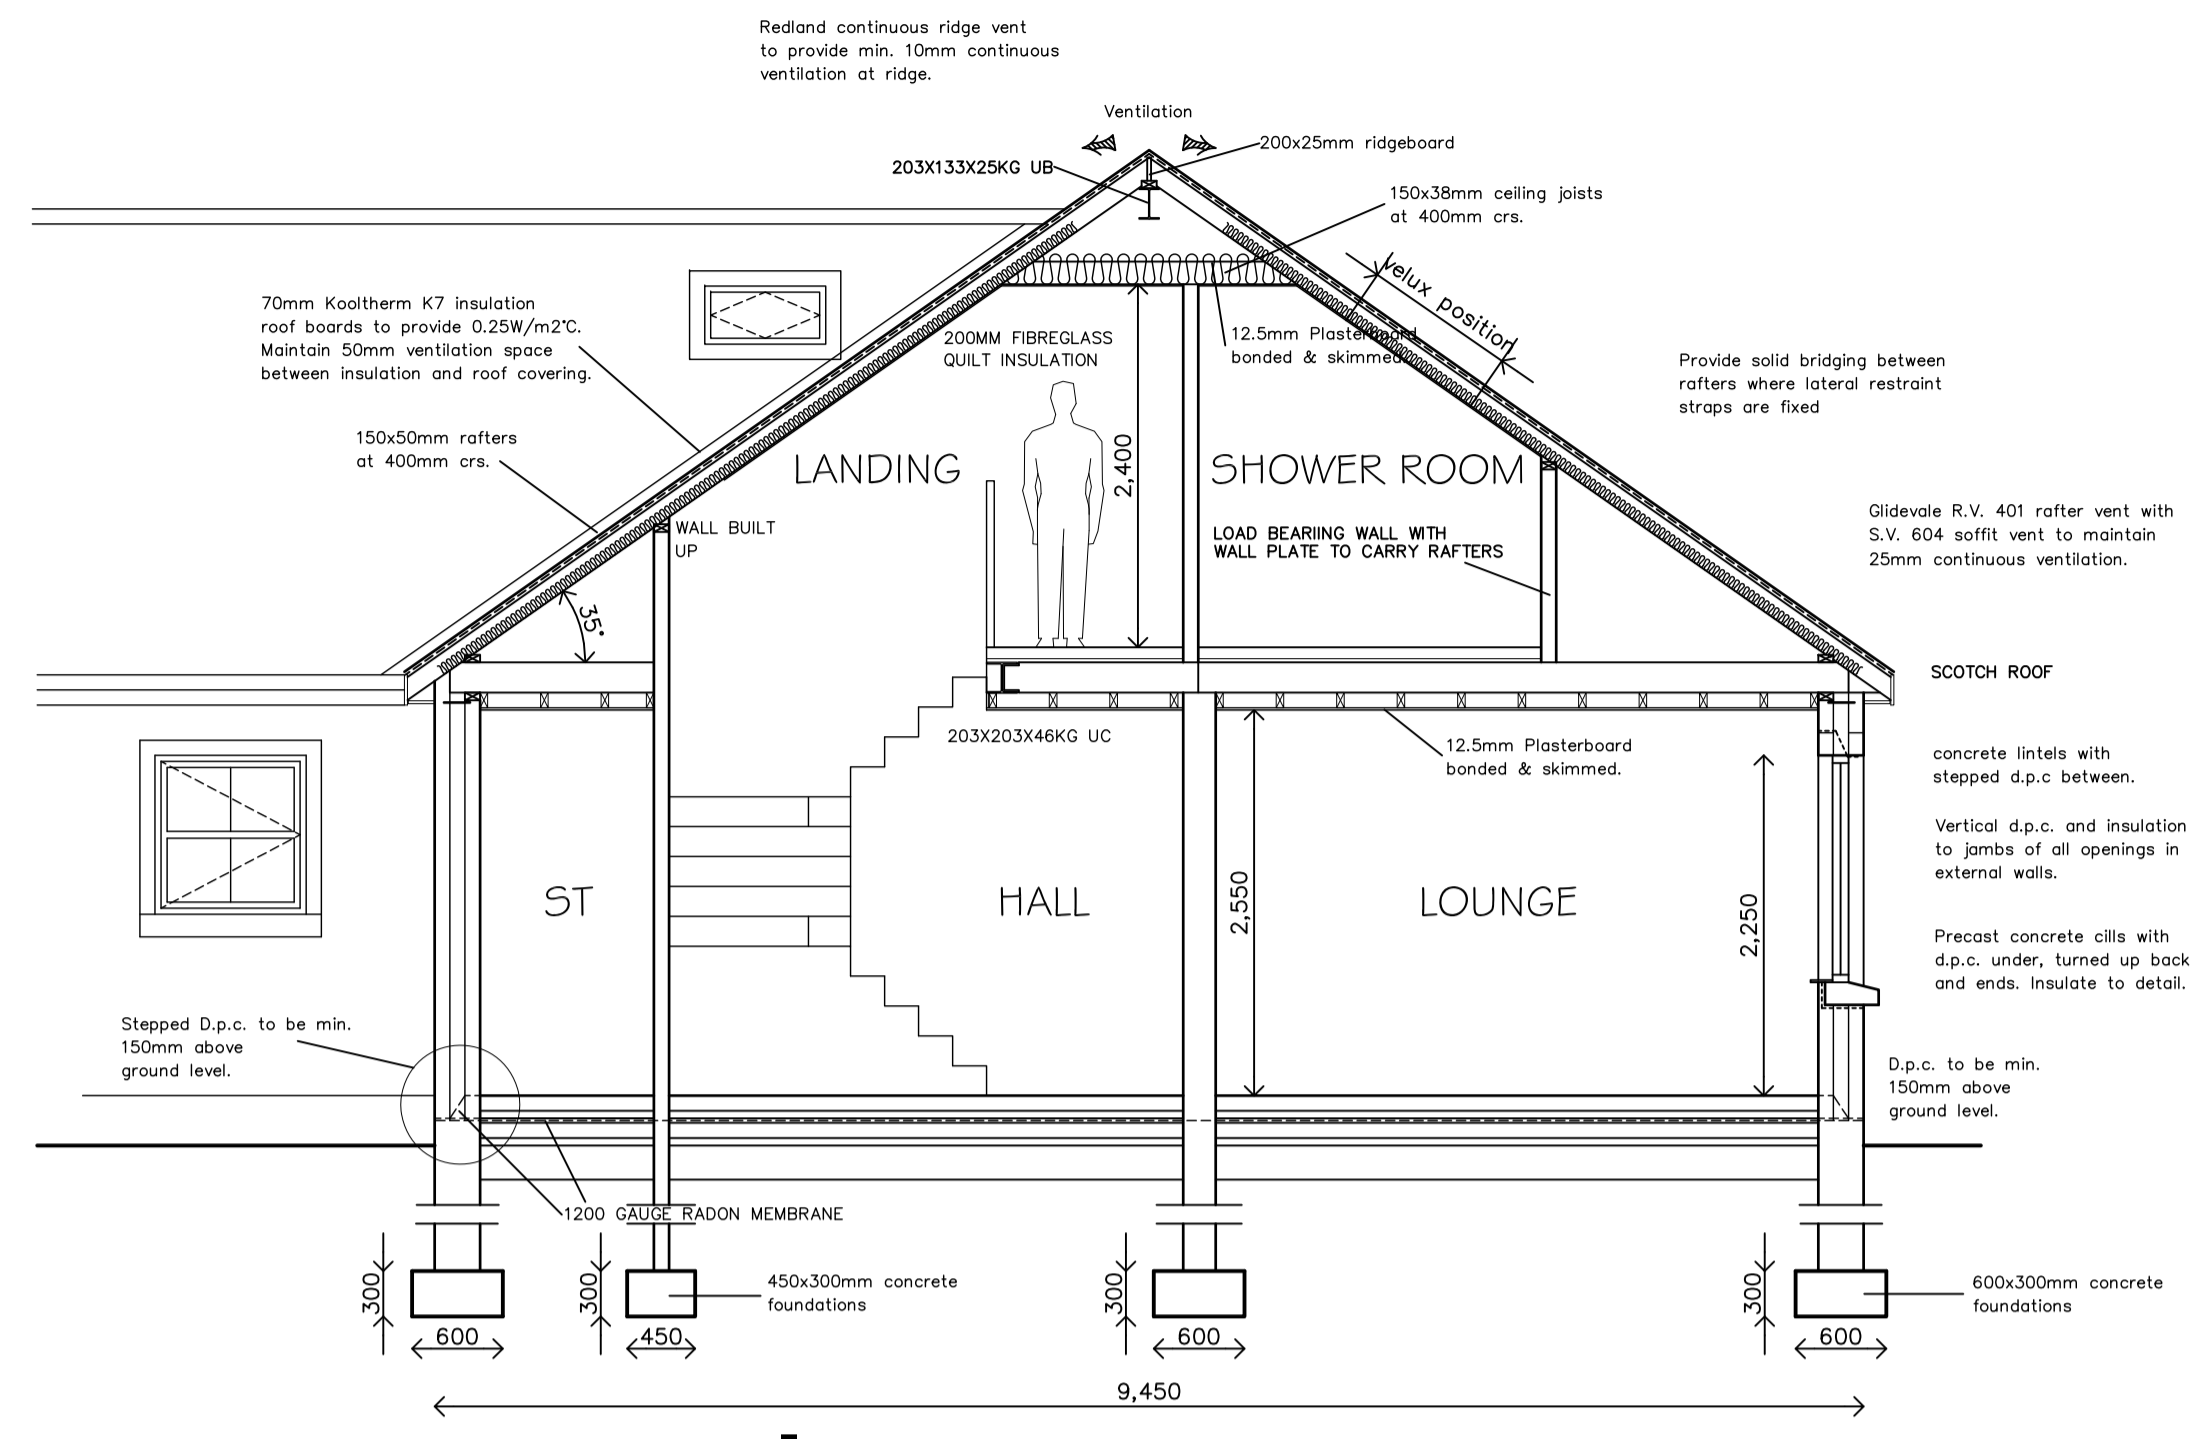 Redland continuous ridge vent
to provide min. 10mm continuous
ventilation at ridge.
Ventilation
200x25mm ridgeboard
203X133X25KG UB
150x38mm ceiling joists
at 400mm crs.
velux position
70mm Kooltherm K7 insulation
roof boards to provide 0.25W/m2°C.
Maintain 50mm ventilation space
between insulation and roof covering.
200MM FIBREGLASS
QUILT INSULATION
12.5mm Plasterboard
bonded & skimmed.
Provide solid bridging between
rafters where lateral restraint
straps are fixed
150x50mm rafters
at 400mm crs.
LANDING
2,400
SHOWER ROOM
WALL BUILT
UP
LOAD BEARIING WALL WITH
WALL PLATE TO CARRY RAFTERS
Glidevale R.V. 401 rafter vent with
S.V. 604 soffit vent to maintain
25mm continuous ventilation.
35°
SCOTCH ROOF
203X203X46KG UC
12.5mm Plasterboard
bonded & skimmed.
concrete lintels with
stepped d.p.c between.
Vertical d.p.c. and insulation
to jambs of all openings in
external walls.
ST
HALL
2,550
LOUNGE
2,250
Precast concrete cills with
d.p.c. under, turned up back
and ends. Insulate to detail.
Stepped D.p.c. to be min.
150mm above
ground level.
D.p.c. to be min.
150mm above
ground level.
1200 GAUGE RADON MEMBRANE
300
300
450x300mm concrete
foundations
300
300
600x300mm concrete
foundations
600
450
600
600
9,450